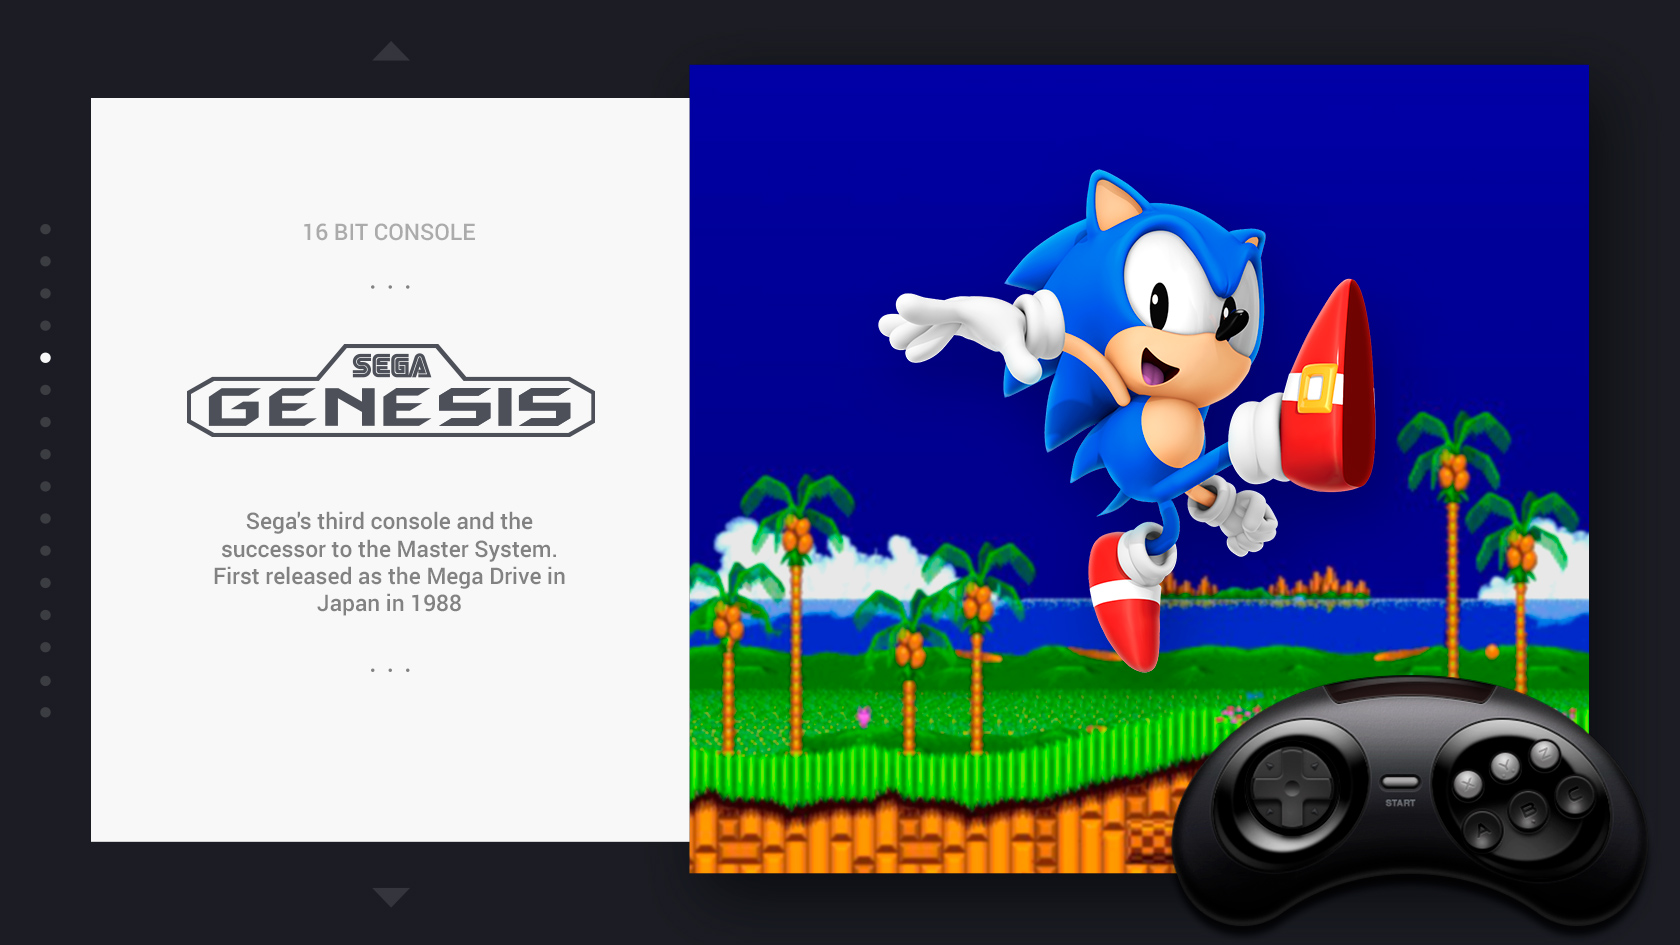 16 BIT CONSOLE
. . .
SEGA
GENESIS
Sega's third console and the
successor to the Master System.
First released as the Mega Drive in
Japan in 1988
. . .
START
X Y Z
A B C